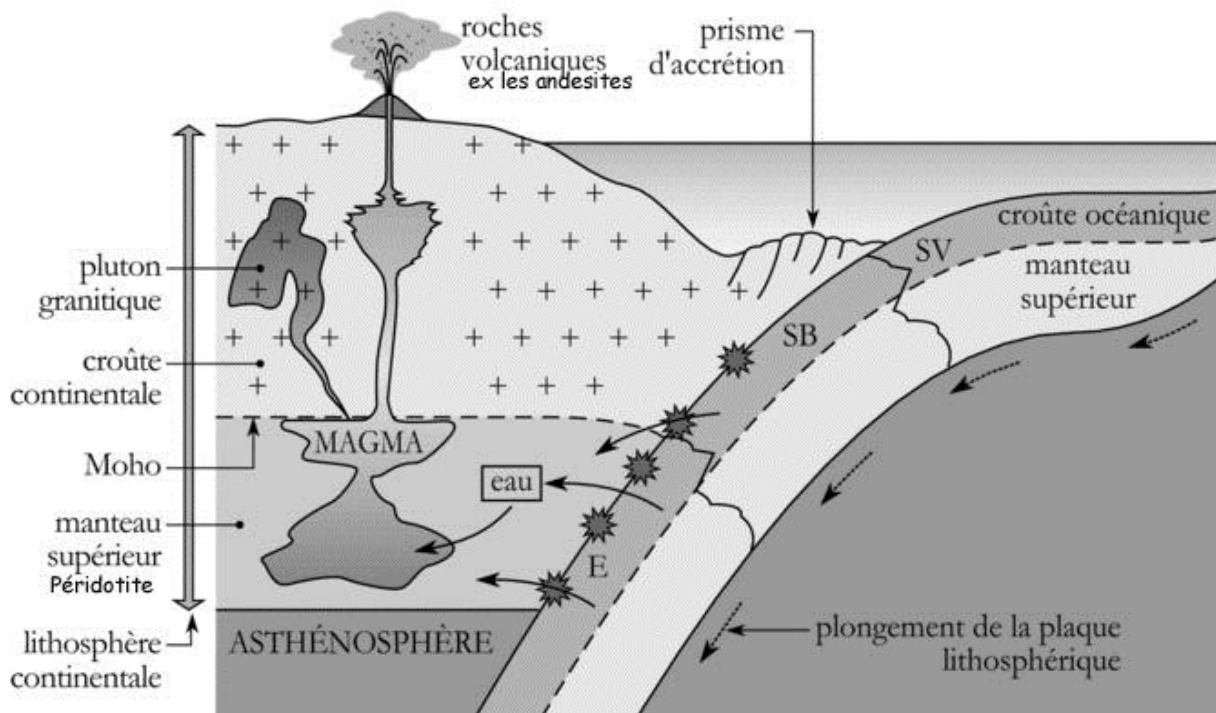 roches
volcaniques
ex les andesites
prisme
d'accrétion
croûte océanique
SV
manteau
supérieur
pluton
granitique
SB
croûte
continentale
MAGMA
Moho
eau
manteau
supérieur
Péridotite
E
ASTHÉNOSPHÈRE
plongement de la plaque
lithosphérique
lithosphère
continentale